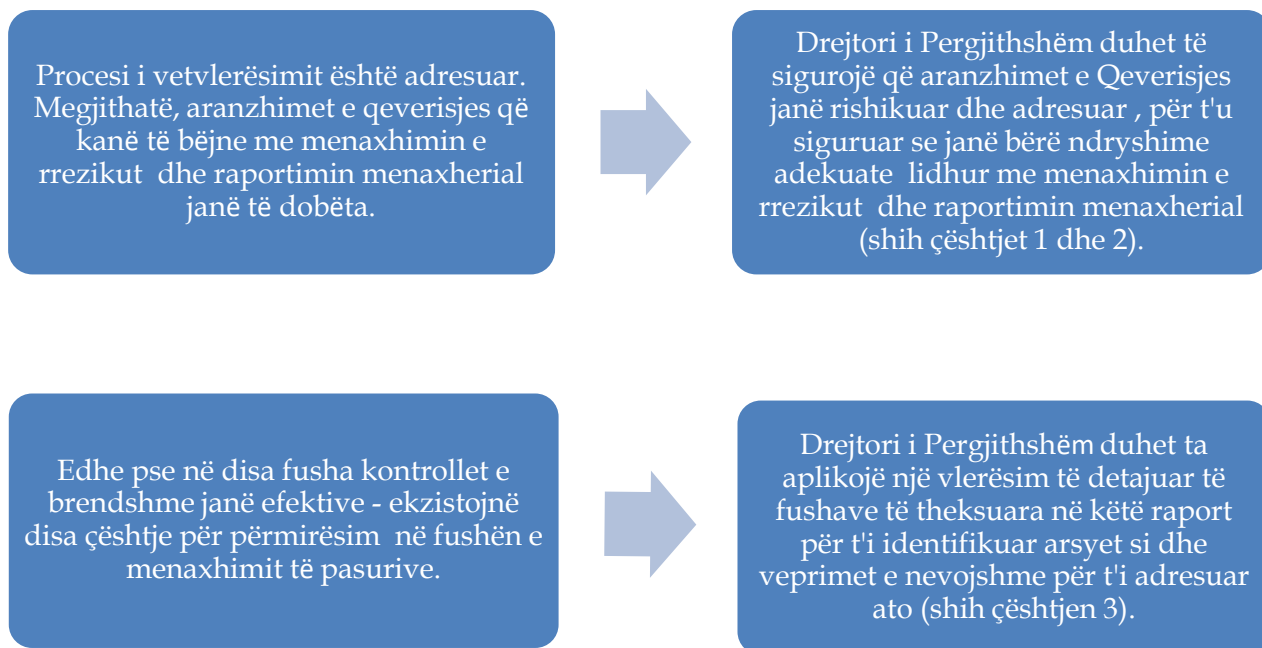 Procesi i vetvlerësimit është adresuar.
Megjithatë, aranzhimet e qeverisjes që
kanë të bëjne me menaxhimin e
rrezikut dhe raportimin menaxherial
janë të dobëta.
Drejtori i Pergjithshëm duhet të
sigurojë që aranzhimet e Qeverisjes
janë rishikuar dhe adresuar , për t'u
siguruar se janë bërë ndryshime
adekuate lidhur me menaxhimin e
rrezikut dhe raportimin menaxherial
(shih çështjet 1 dhe 2).
Edhe pse në disa fusha kontrollet e
brendshme janë efektive - ekzistojnë
disa çështje për përmirësim në fushën e
menaxhimit të pasurive.
Drejtori i Pergjithshëm duhet ta
aplikojë një vlerësim të detajuar të
fushave të theksuara në këtë raport
për t'i identifikuar arsyet si dhe
veprimet e nevojshme për t'i adresuar
ato (shih çështjen 3).